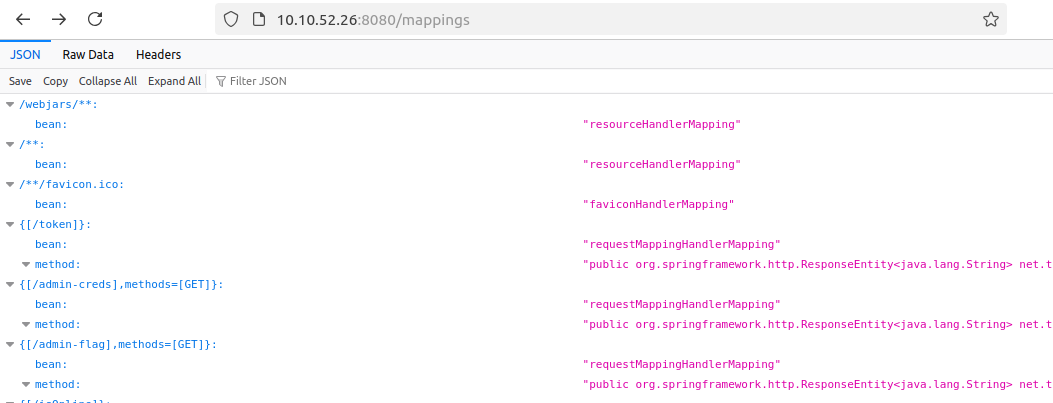 10.10.52.26:8080/mappings
JSON Raw Data Headers
Save Copy Collapse All Expand All Filter JSON
/webjars/**:
bean: "resourceHandlerMapping"
/**:
bean: "resourceHandlerMapping"
/**/favicon.ico:
bean: "faviconHandlerMapping"
{[/token]}:
bean: "requestMappingHandlerMapping"
method: "public org.springframework.http.ResponseEntity<java.lang.String> net.t
{[/admin-creds],methods=[GET]}:
bean: "requestMappingHandlerMapping"
method: "public org.springframework.http.ResponseEntity<java.lang.String> net.t
{[/admin-flag],methods=[GET]}:
bean: "requestMappingHandlerMapping"
method: "public org.springframework.http.ResponseEntity<java.lang.String> net.t